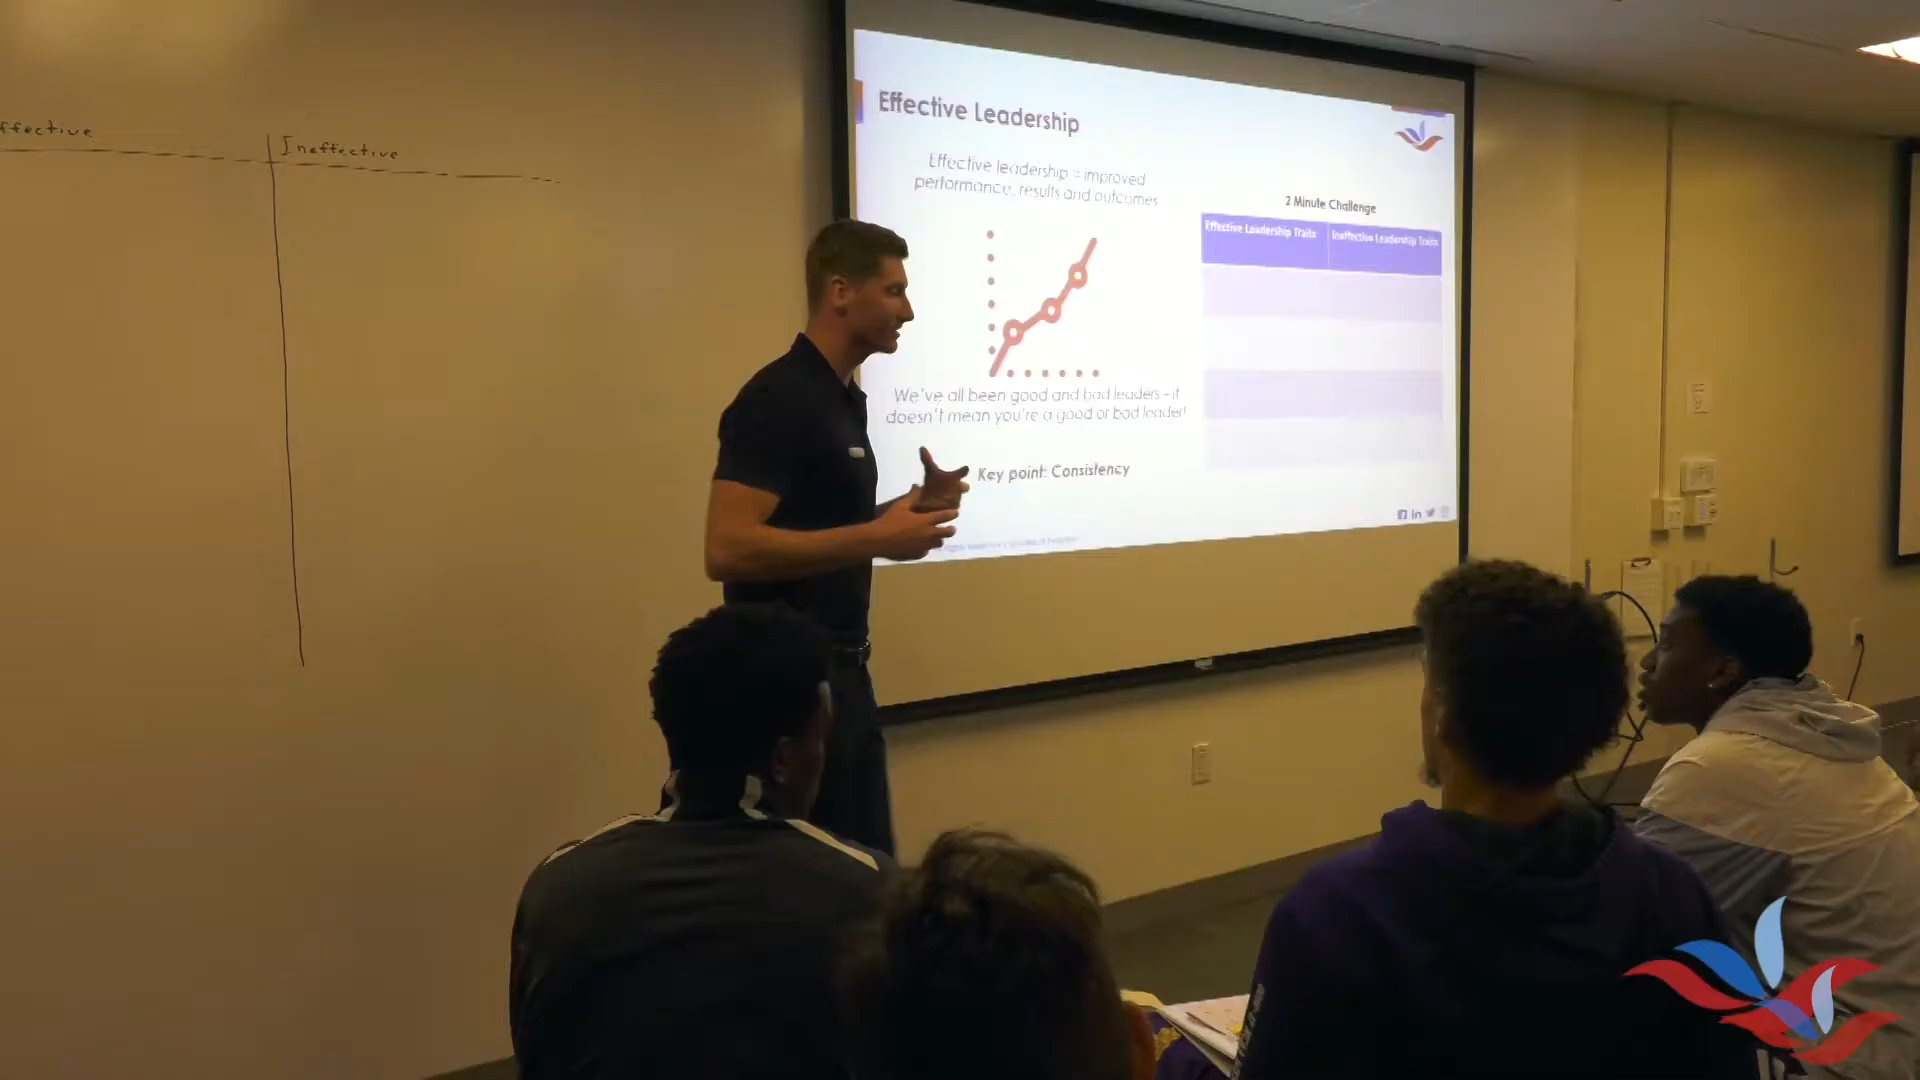 ffective
Ineffective
Effective Leadership
Effective leadership = improved
performance, results and outcomes
2 Minute Challenge
Effective Leadership Traits
Ineffective Leadership Traits
We've all been good and bad leaders - it
doesn't mean you're a good or bad leader!
Key point: Consistency
in